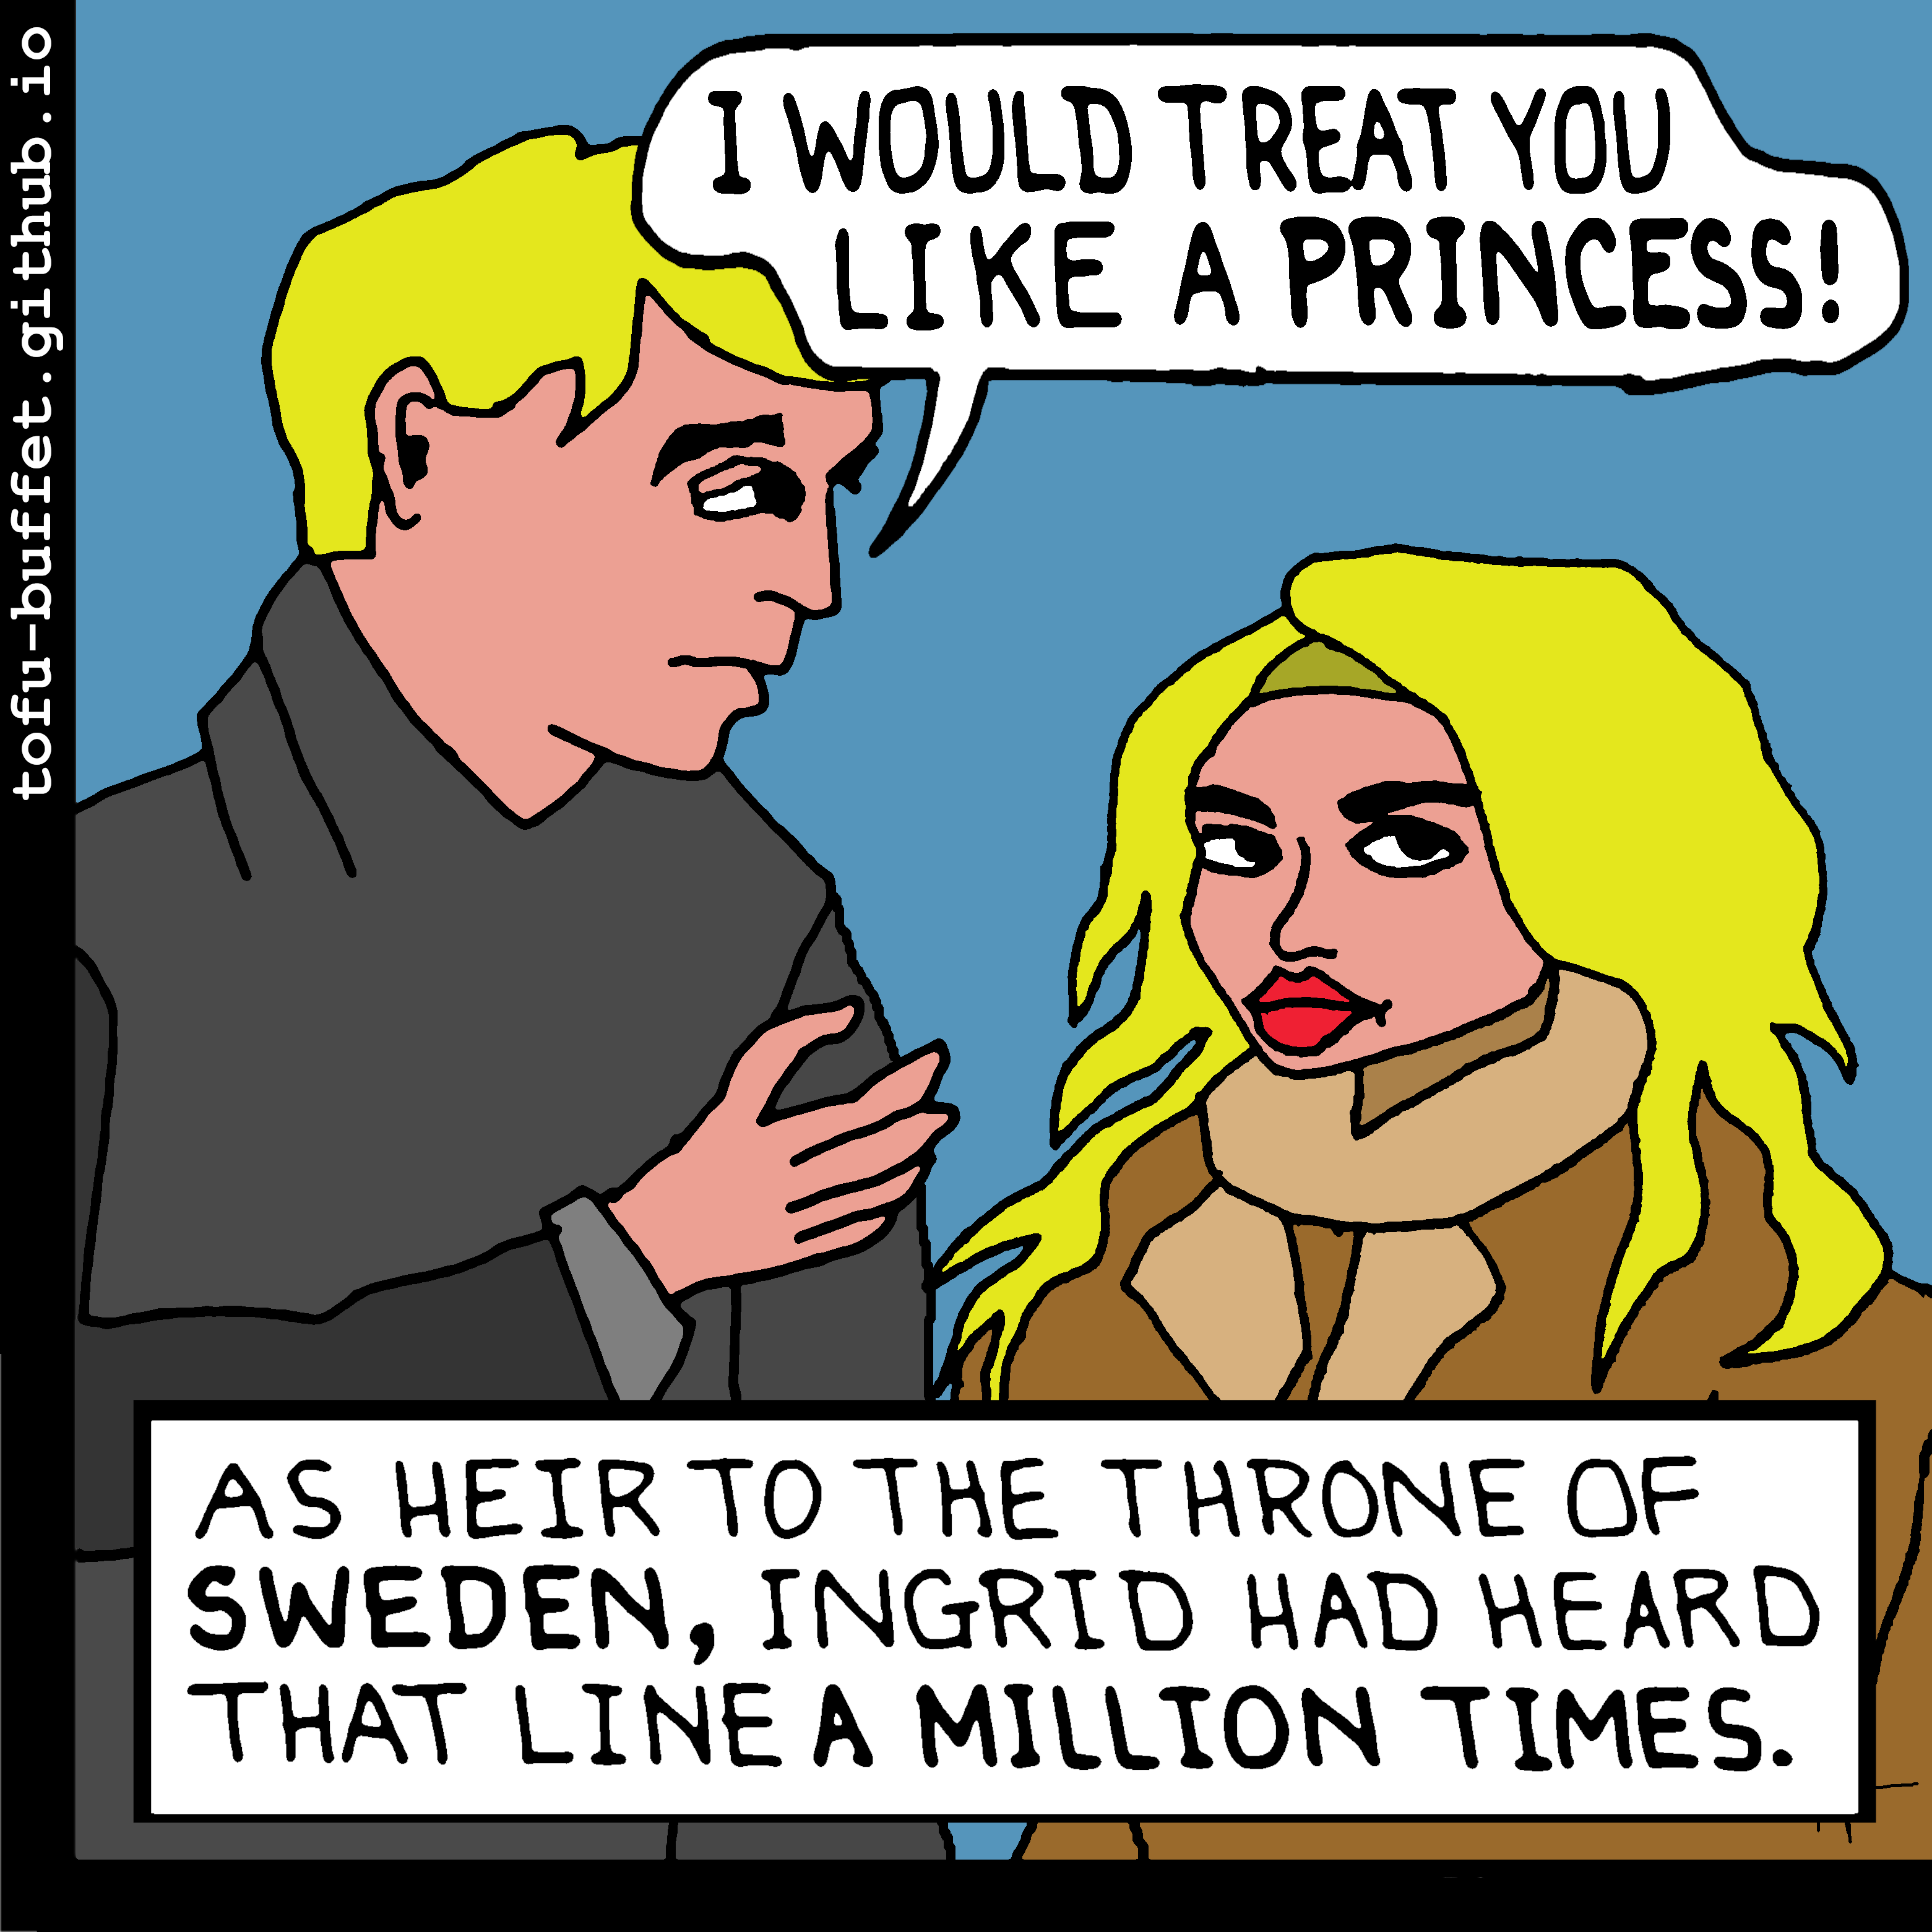 tofu-buffet.github.io
I WOULD TREAT YOU
LIKE A PRINCESS!
AS HEIR TO THE THRONE OF
SWEDEN, INGRID HAD HEARD
THAT LINE A MILLION TIMES.